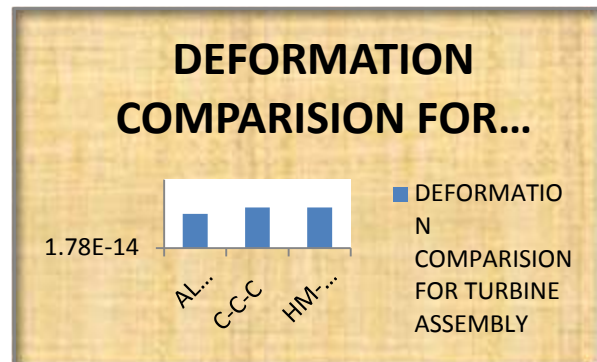 DEFORMATION
COMPARISION FOR…
1.78E-14
AL…
C-C-C
HM-…
DEFORMATIO
N
COMPARISION
FOR TURBINE
ASSEMBLY